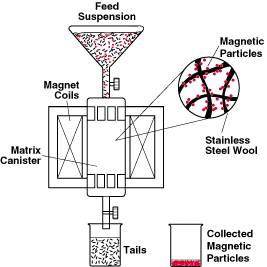 Feed
Suspension
Magnetic
Particles
Magnet
Coils
Stainless
Steel Wool
Matrix
Canister
Tails
Collected
Magnetic
Particles